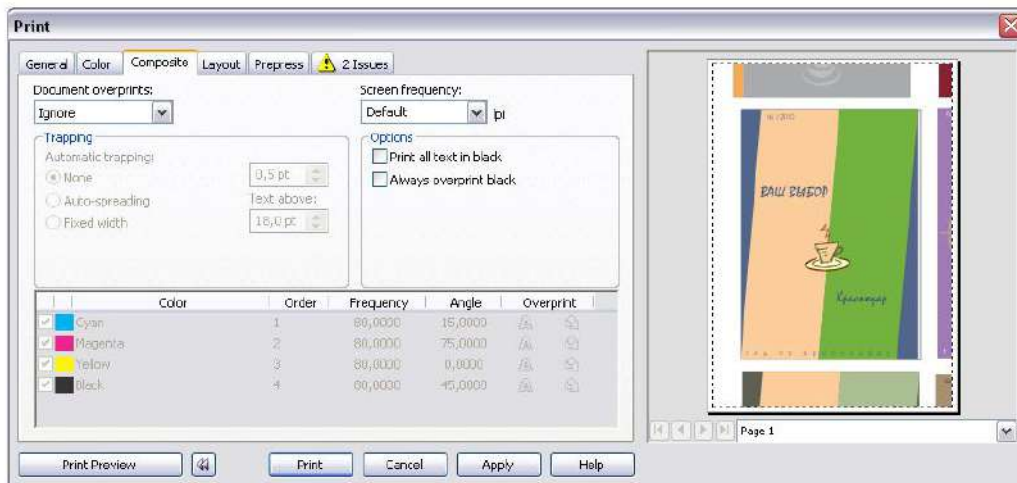 Print
General Color Composite Layout Prepress 2 Issues
Document overprints: Screen frequency:
Ignore Default lpi
Trapping Options
Automatic trapping: Print all text in black
None 0,5 pt Always overprint black
Auto-spreading Text above:
Fixed width 18,0 pt
Color Order Frequency Angle Overprint
Cyan 1 80,0000 15,0000
Magenta 2 80,0000 75,0000
Yellow 3 80,0000 0,0000
Black 4 80,0000 45,0000
ВАШ ВЫБОР
Краснодар
Page 1
Print Preview Print Cancel Apply Help